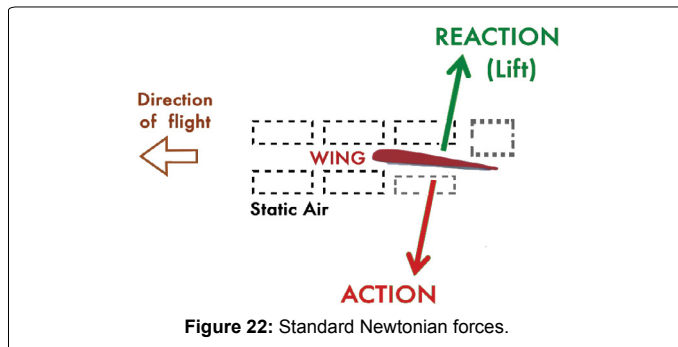 REACTION
(Lift)
Direction
of flight
WING
Static Air
ACTION
Figure 22: Standard Newtonian forces.